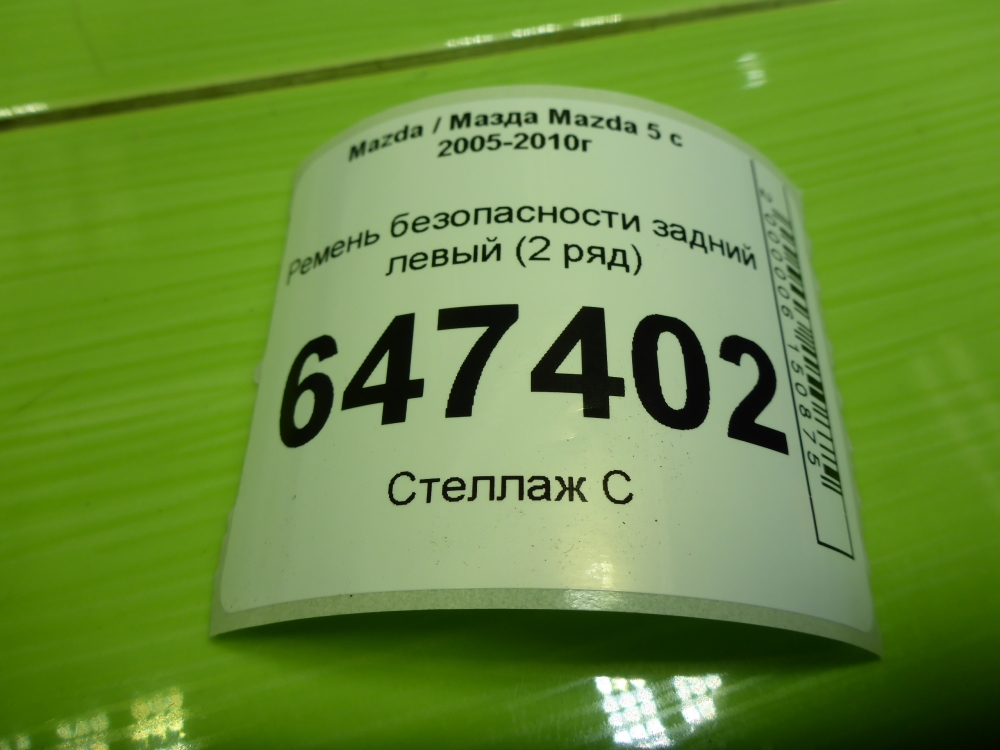 Mazda / Мазда Mazda 5 с
2005-2010г
Ремень безопасности задний
левый (2 ряд)
647402
Стеллаж С
2000006150875